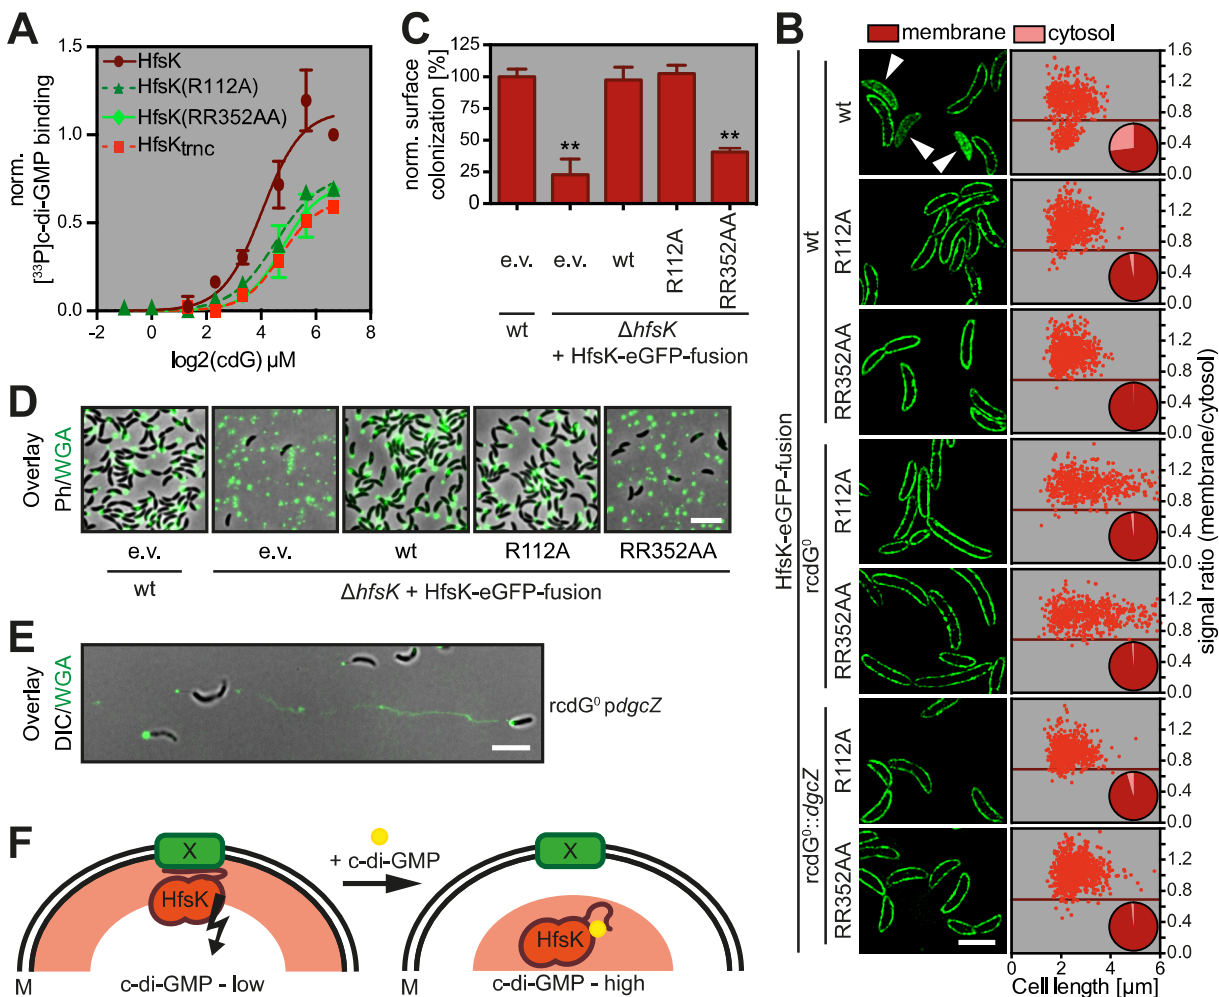 A
norm.
[³³P]c-di-GMP binding
1.5
1.0
0.5
0.0
HfsK
HfsK(R112A)
HfsK(RR352AA)
HfsKtrnc
-2
0
2
4
6
8
log2(cdG) µM
C
norm. surface
colonization [%]
125
100
75
50
25
0
**
**
e.v.
e.v.
wt
R112A
RR352AA
wt
ΔhfsK
+ HfsK-eGFP-fusion
B
membrane
cytosol
HfsK-eGFP-fusion
wt
rcdG⁰
rcdG⁰::dgcZ
wt
R112A
RR352AA
R112A
RR352AA
R112A
RR352AA
1.6
1.2
0.8
0.4
0.0
1.2
0.8
0.4
0.0
1.2
0.8
0.4
0.0
1.2
0.8
0.4
0.0
1.2
0.8
0.4
0.0
1.2
0.8
0.4
0.0
1.2
0.8
0.4
0.0
signal ratio (membrane/cytosol)
0
2
4
6
Cell length [µm]
D
Overlay
Ph/WGA
e.v.
e.v.
wt
R112A
RR352AA
wt
ΔhfsK + HfsK-eGFP-fusion
E
Overlay
DIC/WGA
rcdG⁰ pdgcZ
F
X
HfsK
M
c-di-GMP - low
+ c-di-GMP
X
HfsK
M
c-di-GMP - high